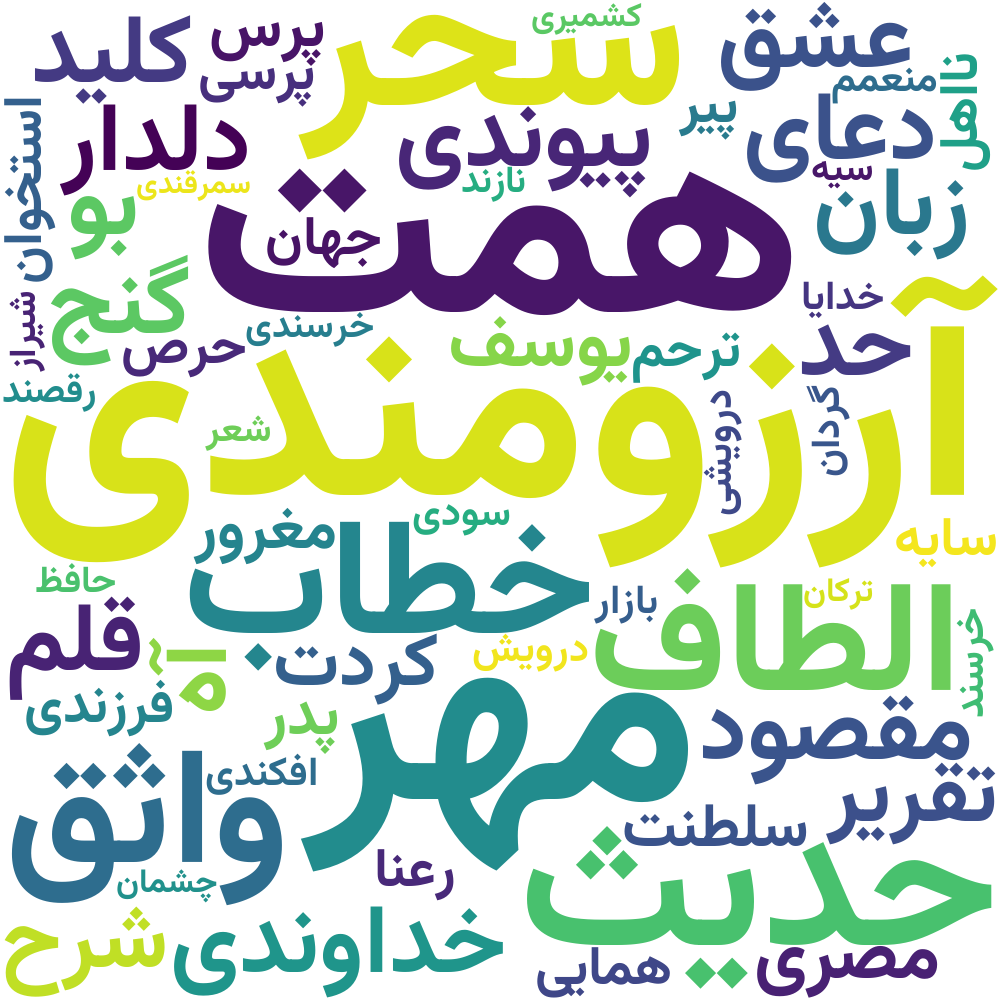 سحر
کشمیری
عشق
پرس
کلید
پرسی
منعمم
نااهل
پیر
دعای
استخوان
دلدار
پیوندی
سیه
سمرقندی
نازند
زبان
همت
بو
جهان
گنج
خدایا
شیراز
خرسندی
حرص
یوسف
ترحم
حد
آرزومندی
رقصند
شعر
درویشی
گردان
سودی
مغرور
سایه
خطاب
حافظ
ترکان
بازار
الطاف
قلم
آه
کردت
درویش
خرسند
فرزندی
پدر
مهر
مقصود
افکندی
واثق
تقریر
سلطنت
رعنا
چشمان
حدیث
شرح
خداوندی
همایی
مصری